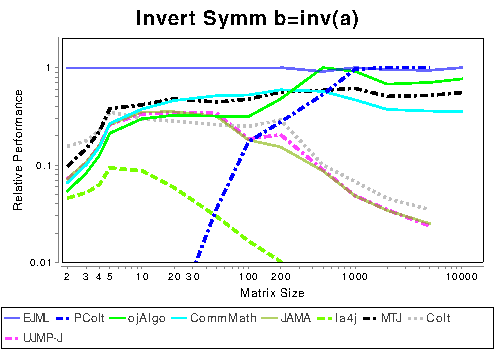 Invert Symm b=inv(a)
Relative Performance
1
0.1
0.01
2 3 4 5 10 20 30 100 200 1000 2000 10000
Matrix Size
EJML PColt ojAlgo CommMath JAMA la4j MTJ Colt
UJMP-J